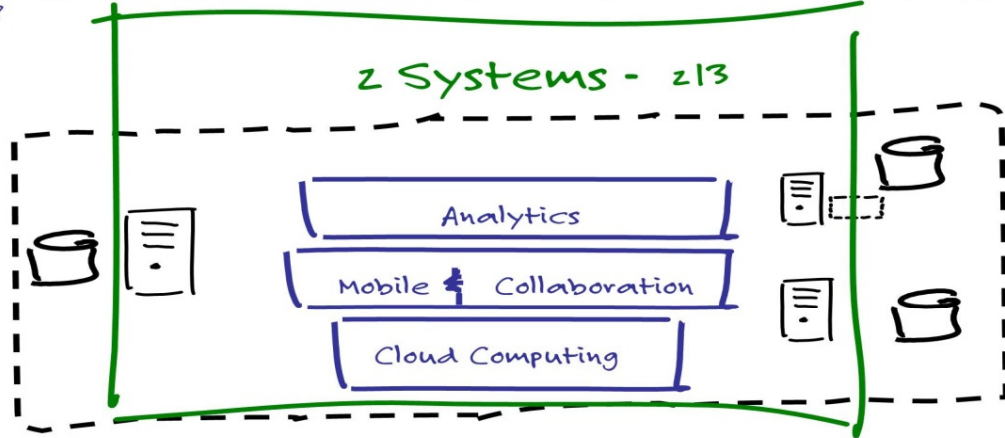 z Systems - z13
Analytics
Mobile & Collaboration
Cloud Computing